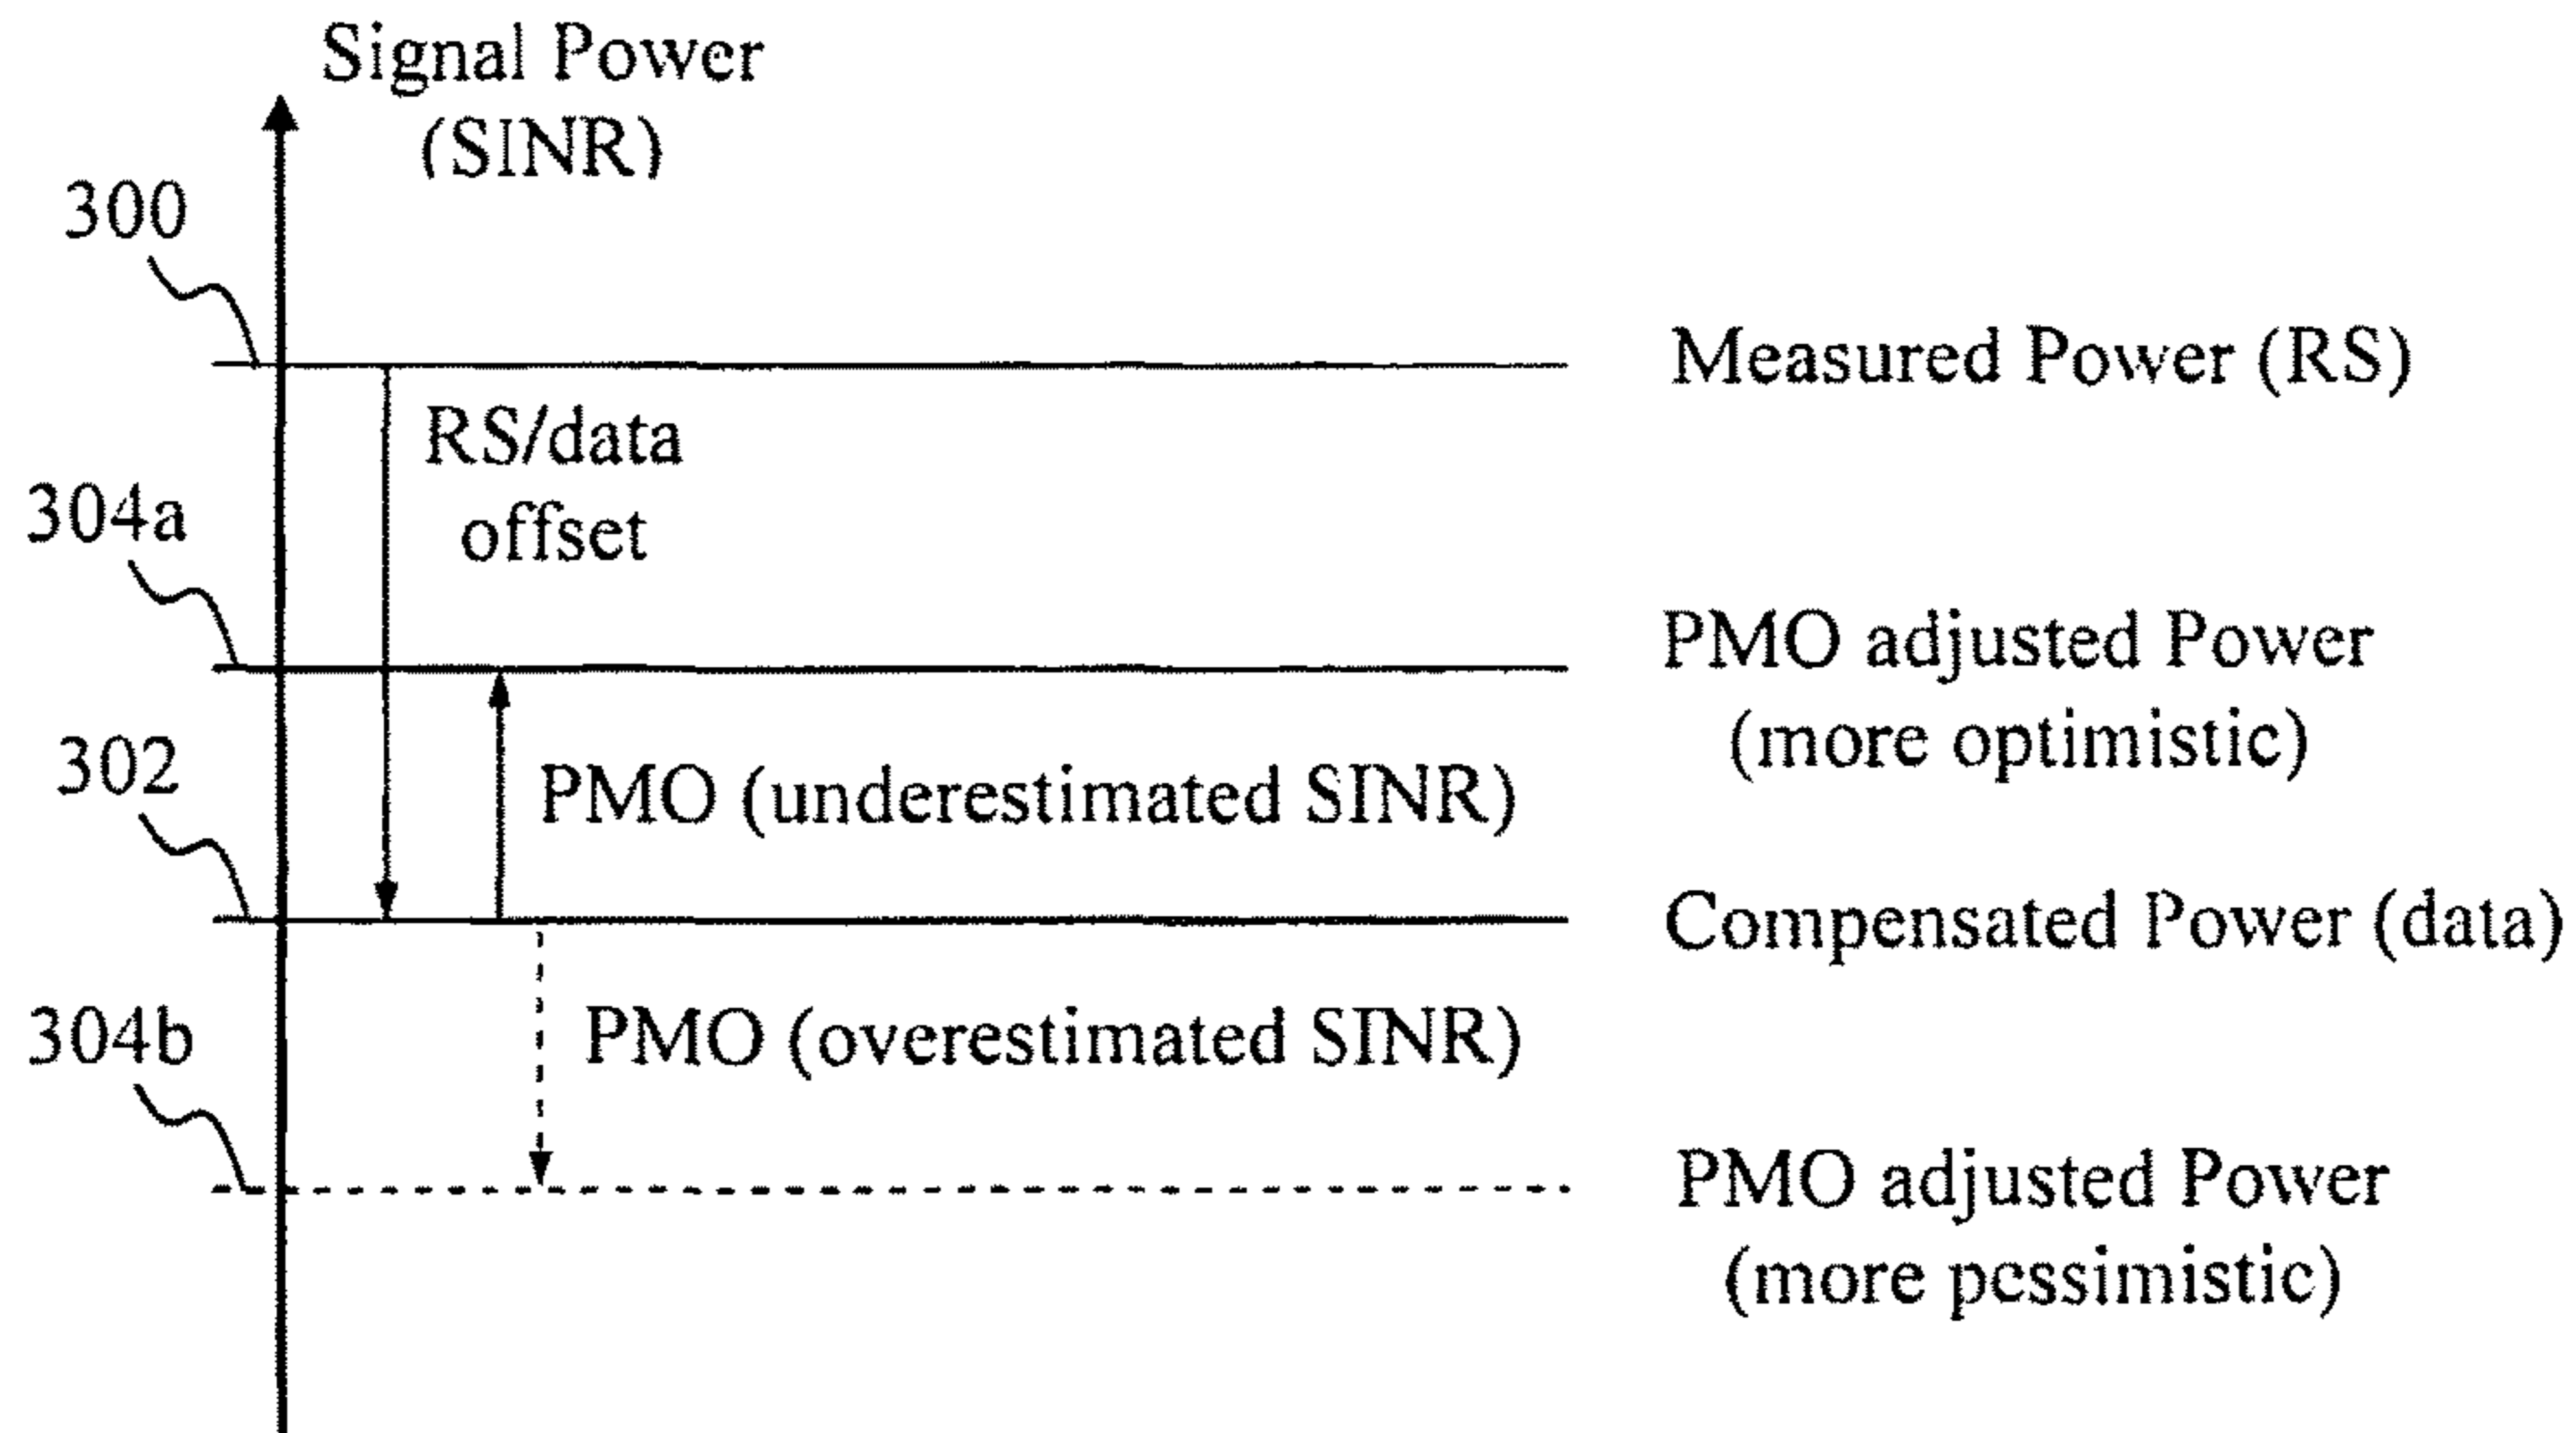 Signal Power
(SINR)
300
Measured Power (RS)
RS/data
offset
304a
PMO adjusted Power
(more optimistic)
302
PMO (underestimated SINR)
Compensated Power (data)
304b
PMO (overestimated SINR)
PMO adjusted Power
(more pessimistic)